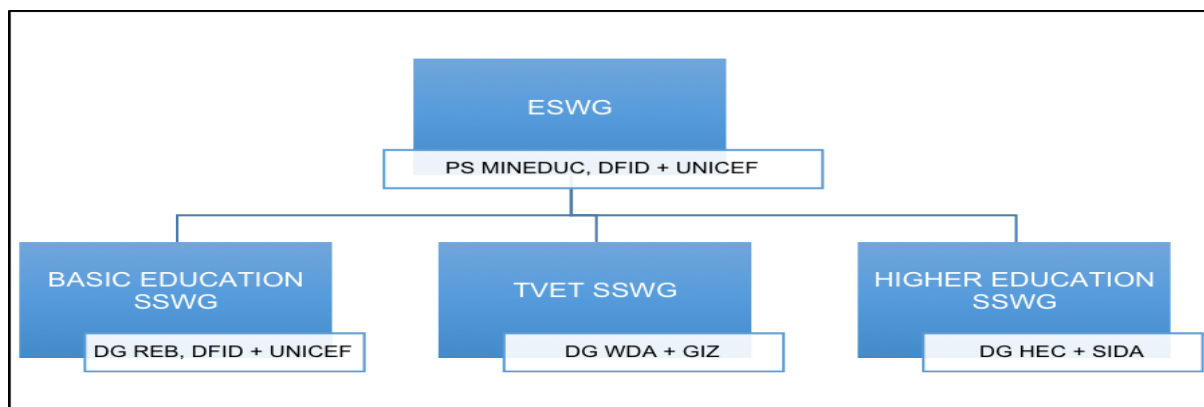 ESWG
PS MINEDUC, DFID + UNICEF
BASIC EDUCATION
SSWG
DG REB, DFID + UNICEF
TVET SSWG
DG WDA + GIZ
HIGHER EDUCATION
SSWG
DG HEC + SIDA